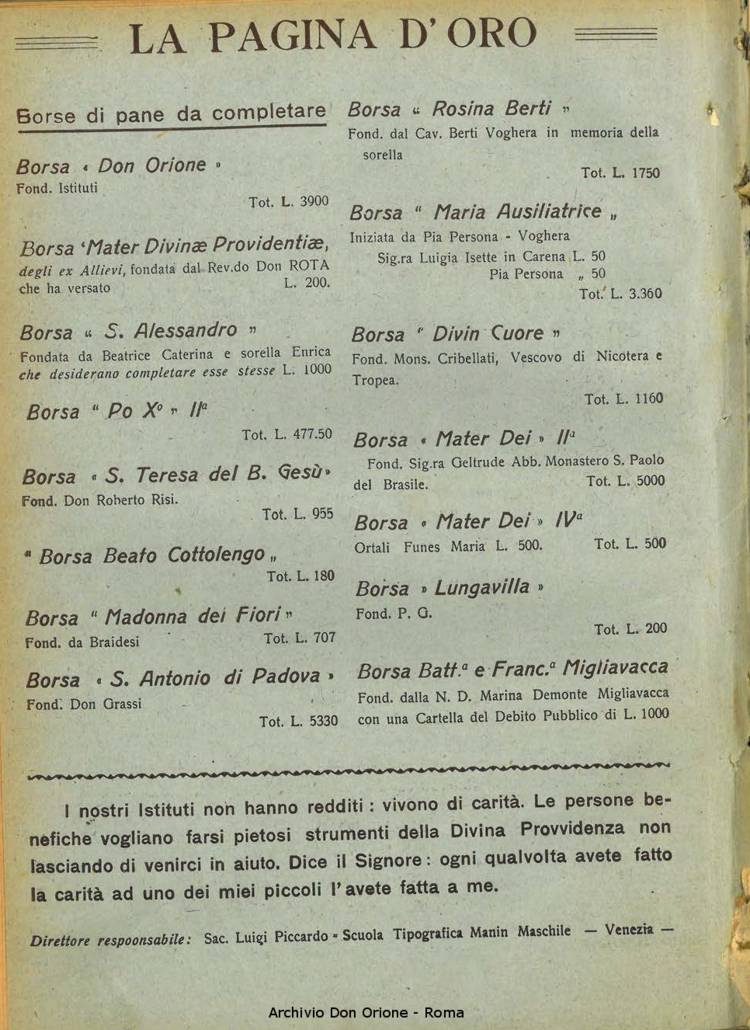 LA PAGINA D'ORO
Borse di pane da completare
Borsa « Don Orione »
Fond. Istituti
Tot. L. 3900
Borsa ‘Mater Divinæ Providentiæ,
degli ex Allievi, fondata dal Rev.do Don ROTA
che ha versato L. 200.
Borsa “ S. Alessandro ”
Fondata da Beatrice Caterina e sorella Enrica
che desiderano completare esse stesse L. 1000
Borsa “ Po Xº ” IIª
Tot. L. 477.50
Borsa « S. Teresa del B. Gesù»
Fond. Don Roberto Risi.
Tot. L. 955
“ Borsa Beato Cottolengo „
Tot. L. 180
Borsa “ Madonna dei Fiori ”
Fond. da Braidesi Tot. L. 707
Borsa « S. Antonio di Padova »
Fond. Don Grassi
Tot. L. 5330
Borsa “ Rosina Berti ”
Fond. dal Cav. Berti Voghera in memoria della
sorella
Tot. L. 1750
Borsa “ Maria Ausiliatrice „
Iniziata da Pia Persona - Voghera
Sig.ra Luigia Isette in Carena L. 50
Pia Persona „ 50
Tot. L. 3.360
Borsa “ Divin Cuore ”
Fond. Mons. Cribellati, Vescovo di Nicotera e
Tropea.
Tot. L. 1160
Borsa « Mater Dei » IIª
Fond. Sig.ra Geltrude Abb. Monastero S. Paolo
del Brasile. Tot. L. 5000
Borsa « Mater Dei » IVª
Ortali Funes Maria L. 500. Tot. L. 500
Borsa » Lungavilla »
Fond. P. G.
Tot. L. 200
Borsa Batt.ª e Franc.ª Migliavacca
Fond. dalla N. D. Marina Demonte Migliavacca
con una Cartella del Debito Pubblico di L. 1000
I nostri Istituti non hanno redditi : vivono di carità. Le persone be-
nefiche vogliano farsi pietosi strumenti della Divina Provvidenza non
lasciando di venirci in aiuto. Dice il Signore : ogni qualvolta avete fatto
la carità ad uno dei miei piccoli l'avete fatta a me.
Direttore respoonsabile: Sac. Luigi Piccardo - Scuola Tipografica Manin Maschile — Venezia —
Archivio Don Orione - Roma